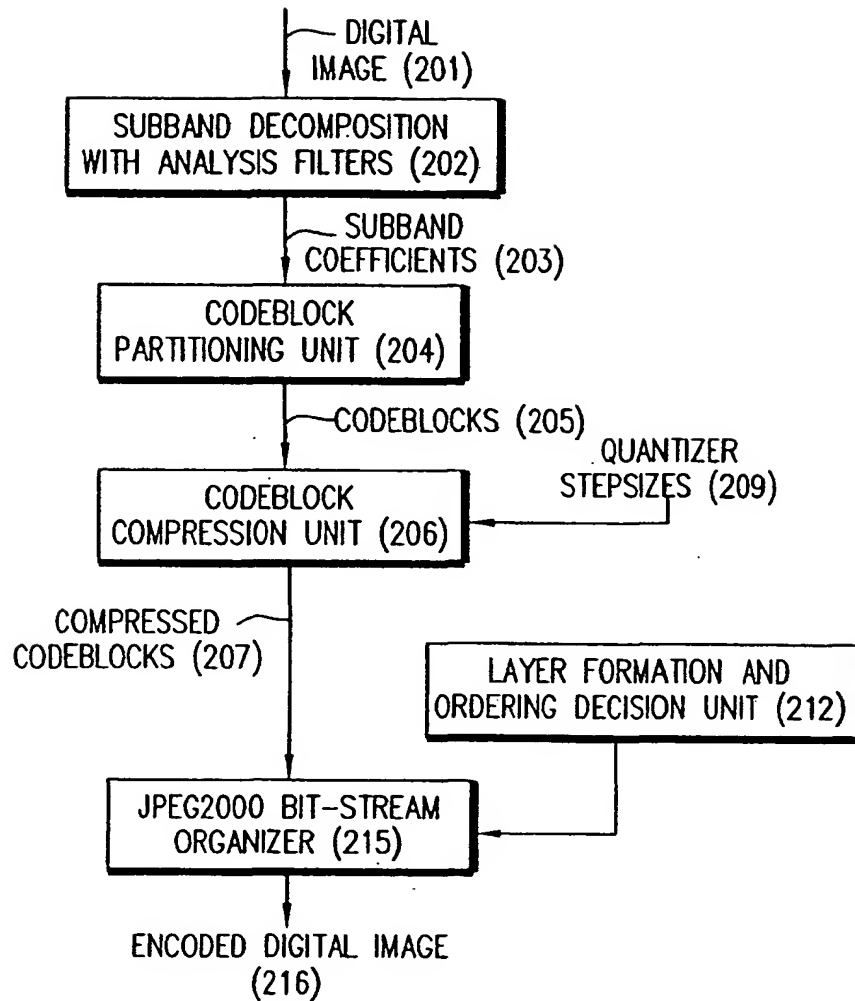 DIGITAL
IMAGE (201)
SUBBAND DECOMPOSITION
WITH ANALYSIS FILTERS (202)
SUBBAND
COEFFICIENTS (203)
CODEBLOCK
PARTITIONING UNIT (204)
CODEBLOCKS (205)
QUANTIZER
STEPSIZES (209)
CODEBLOCK
COMPRESSION UNIT (206)
COMPRESSED
CODEBLOCKS (207)
LAYER FORMATION AND
ORDERING DECISION UNIT (212)
JPEG2000 BIT-STREAM
ORGANIZER (215)
ENCODED DIGITAL IMAGE
(216)